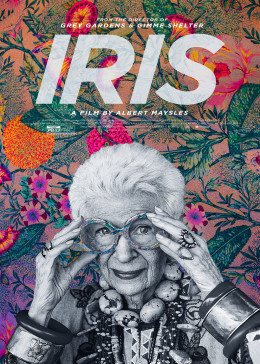 FROM THE DIRECTOR OF
GREY GARDENS & GIMME SHELTER
IRIS
A FILM BY ALBERT MAYSLES